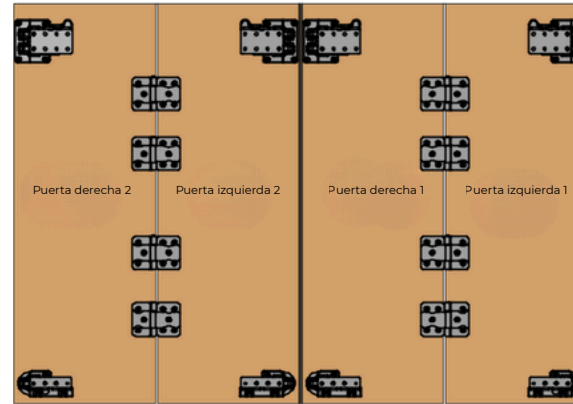 Puerta derecha 2
Puerta izquierda 2
Puerta derecha 1
Puerta izquierda 1